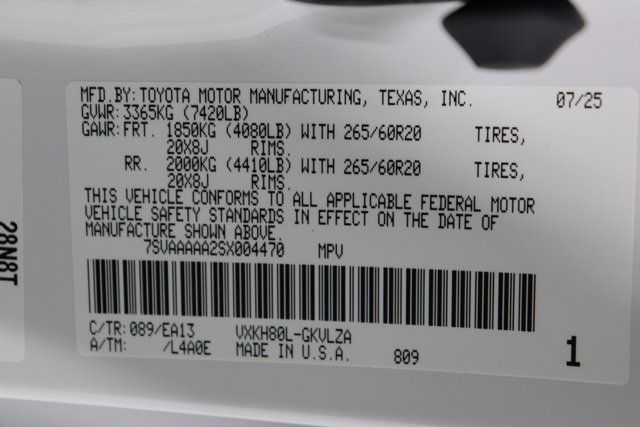 MFD.BY:TOYOTA MOTOR MANUFACTURING, TEXAS, INC. 07/25
GVWR:3365KG (7420LB)
GAWR:FRT. 1850KG (4080LB) WITH 265/60R20 TIRES,
20X8J RIMS.
RR. 2000KG (4410LB) WITH 265/60R20 TIRES,
20X8J RIMS.
THIS VEHICLE CONFORMS TO ALL APPLICABLE FEDERAL MOTOR
VEHICLE SAFETY STANDARDS IN EFFECT ON THE DATE OF
MANUFACTURE SHOWN ABOVE.
7SVAAAAA2SX004470 MPV
C/TR:089/EA13 VXKH80L-GKVLZA
A/TM: /L4A0E MADE IN U.S.A. 809 1
28N8T